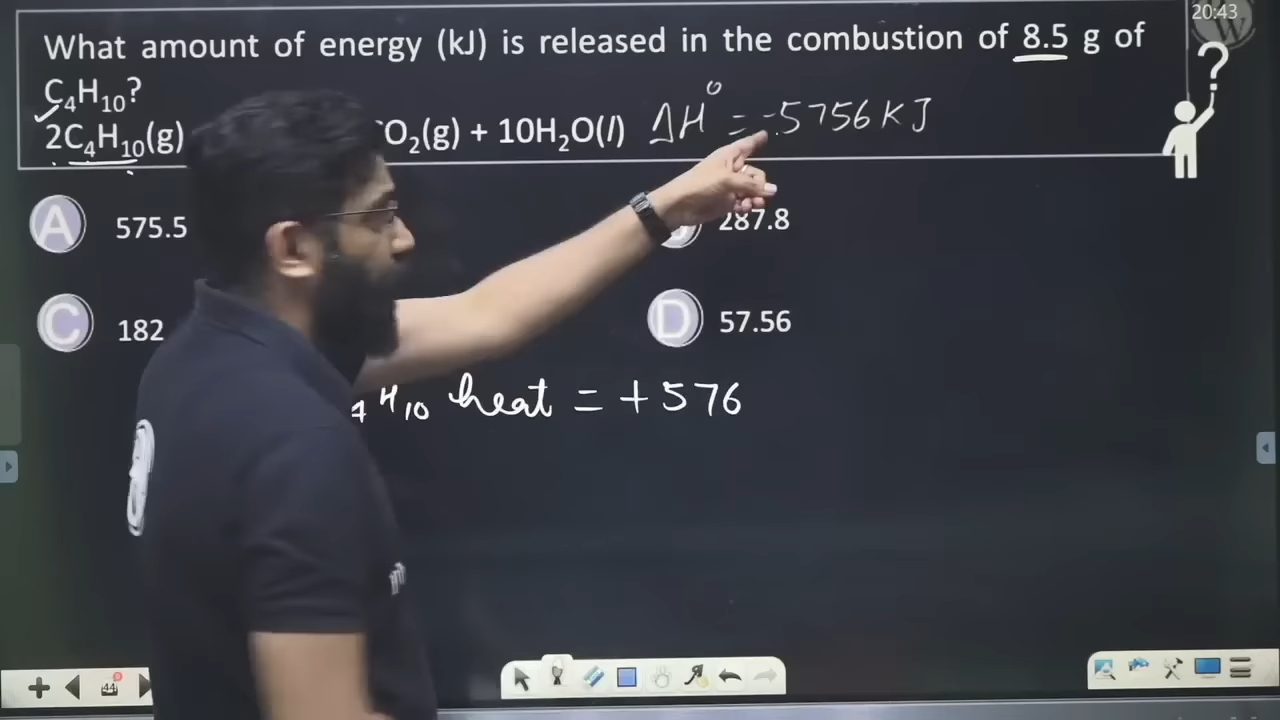 20:43
What amount of energy (kJ) is released in the combustion of 8.5 g of
C₄H₁₀?
2C₄H₁₀(g) O₂(g) + 10H₂O(l) ΔH° = -5756 KJ
A 575.5
287.8
C 182
D 57.56
H₁₀ heat = +576
44